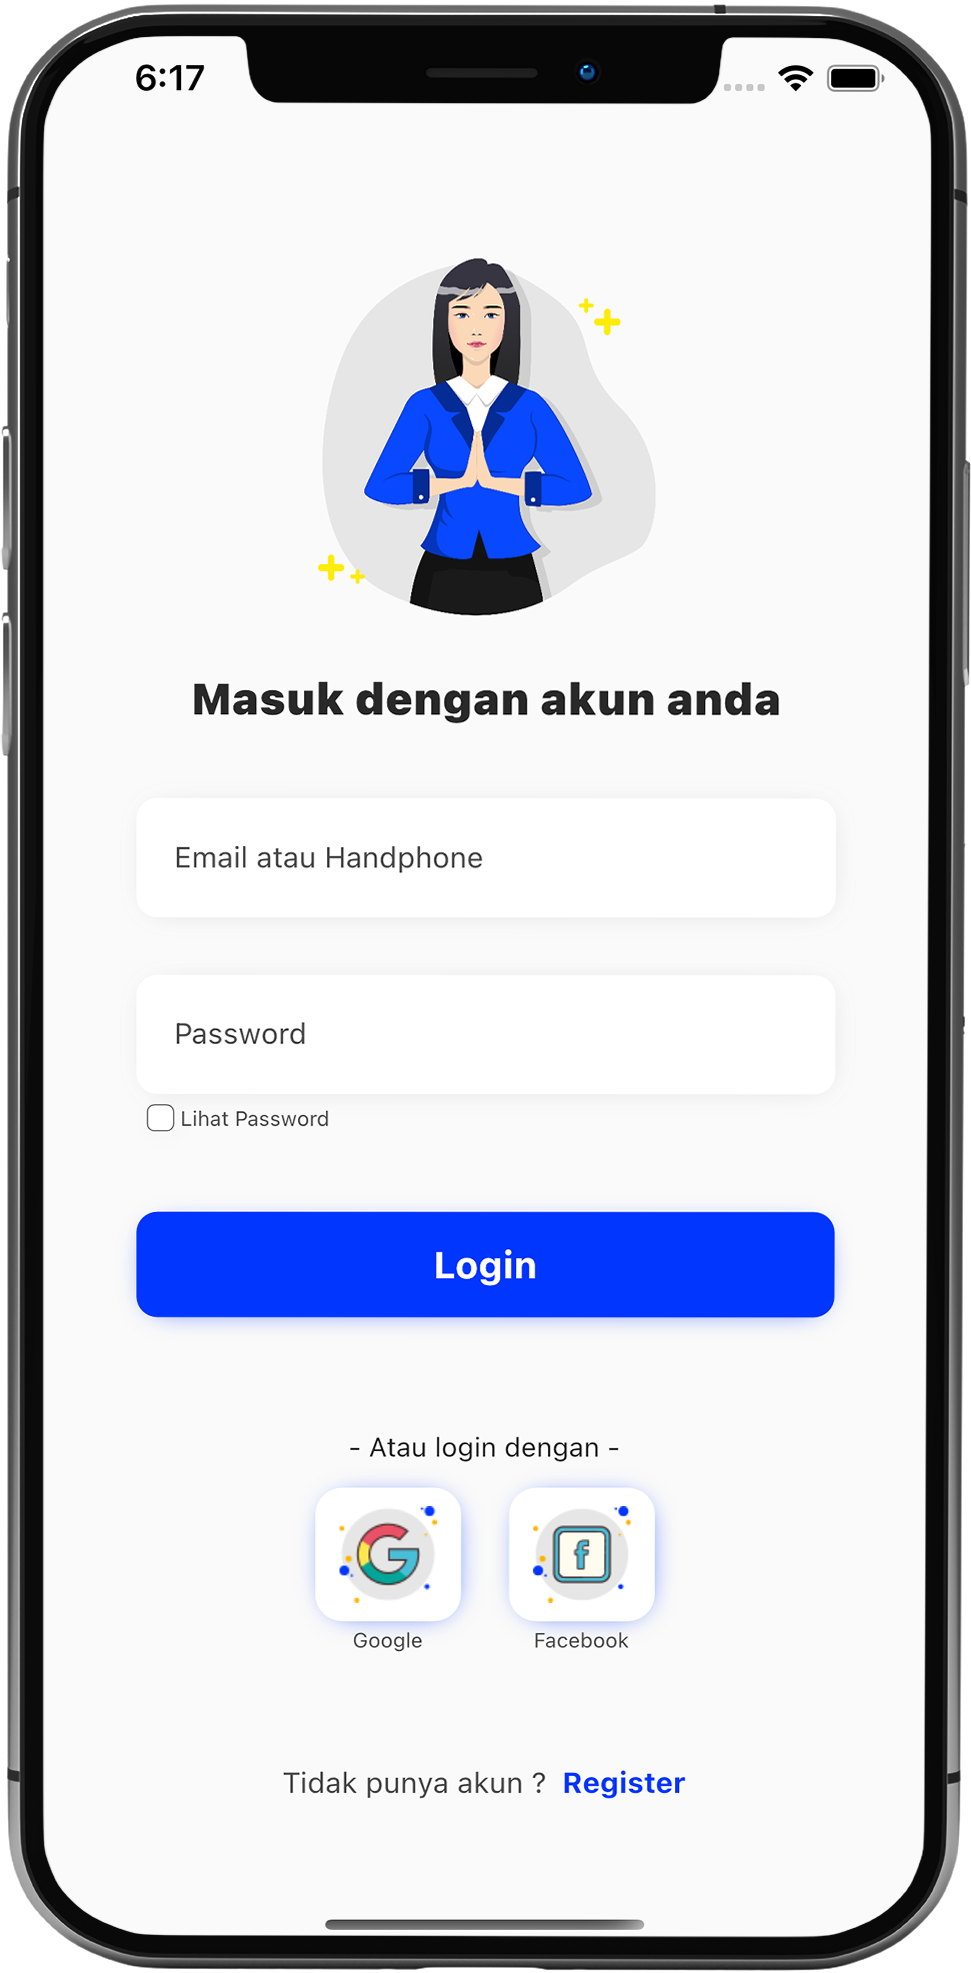 6:17
Masuk dengan akun anda
Email atau Handphone
Password
Lihat Password
Login
- Atau login dengan -
Google
Facebook
Tidak punya akun ? Register